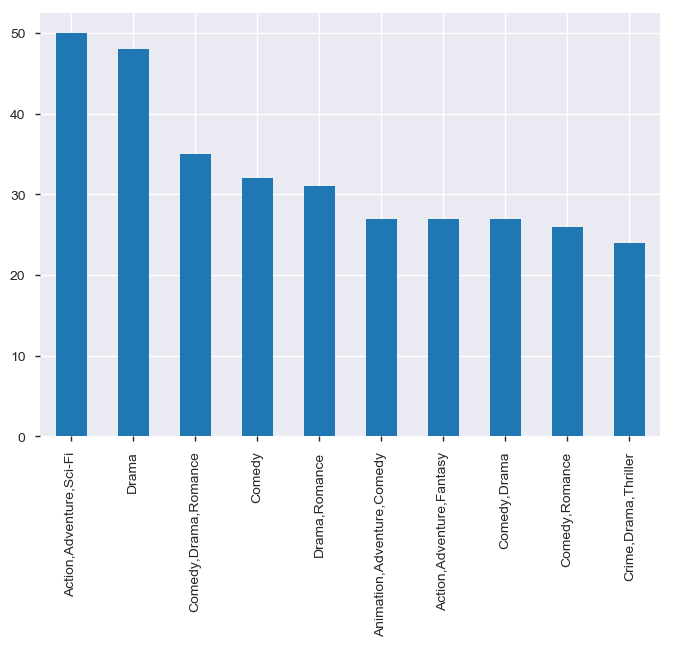 50
40
30
20
10
0
Action,Adventure,Sci-Fi
Drama
Comedy,Drama,Romance
Comedy
Drama,Romance
Animation,Adventure,Comedy
Action,Adventure,Fantasy
Comedy,Drama
Comedy,Romance
Crime,Drama,Thriller